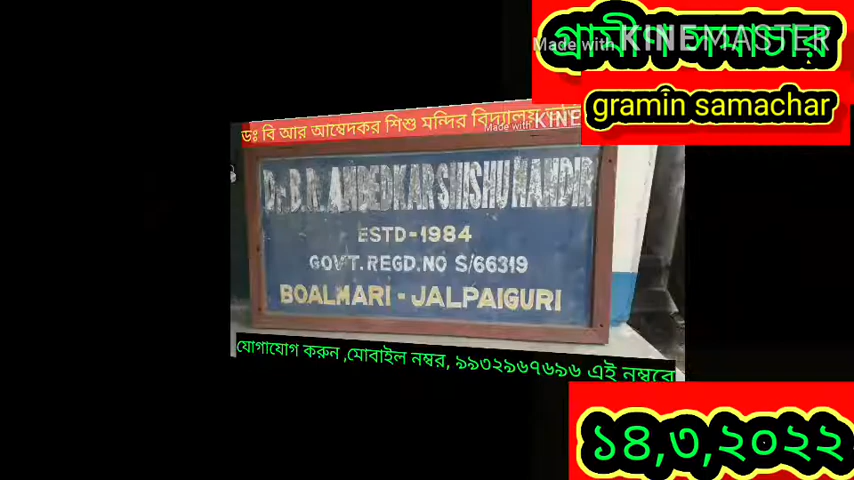 গ্রামীণ সমাচার
Made with KINEMASTER
gramin samachar
ডঃ বি আর আম্বেদকর শিশু মন্দির বিদ্যালয়
Made with KINE
Dr. B.R. AMBEDKAR SHISHU MANDIR
ESTD-1984
GOVT. REGD. NO S/66319
BOALMARI - JALPAIGURI
যোগাযোগ করুন ,মোবাইল নম্বর, ৯৯৩২৯৬৭৬৯৬ এই নম্বরে
১৪,৩,২০২২